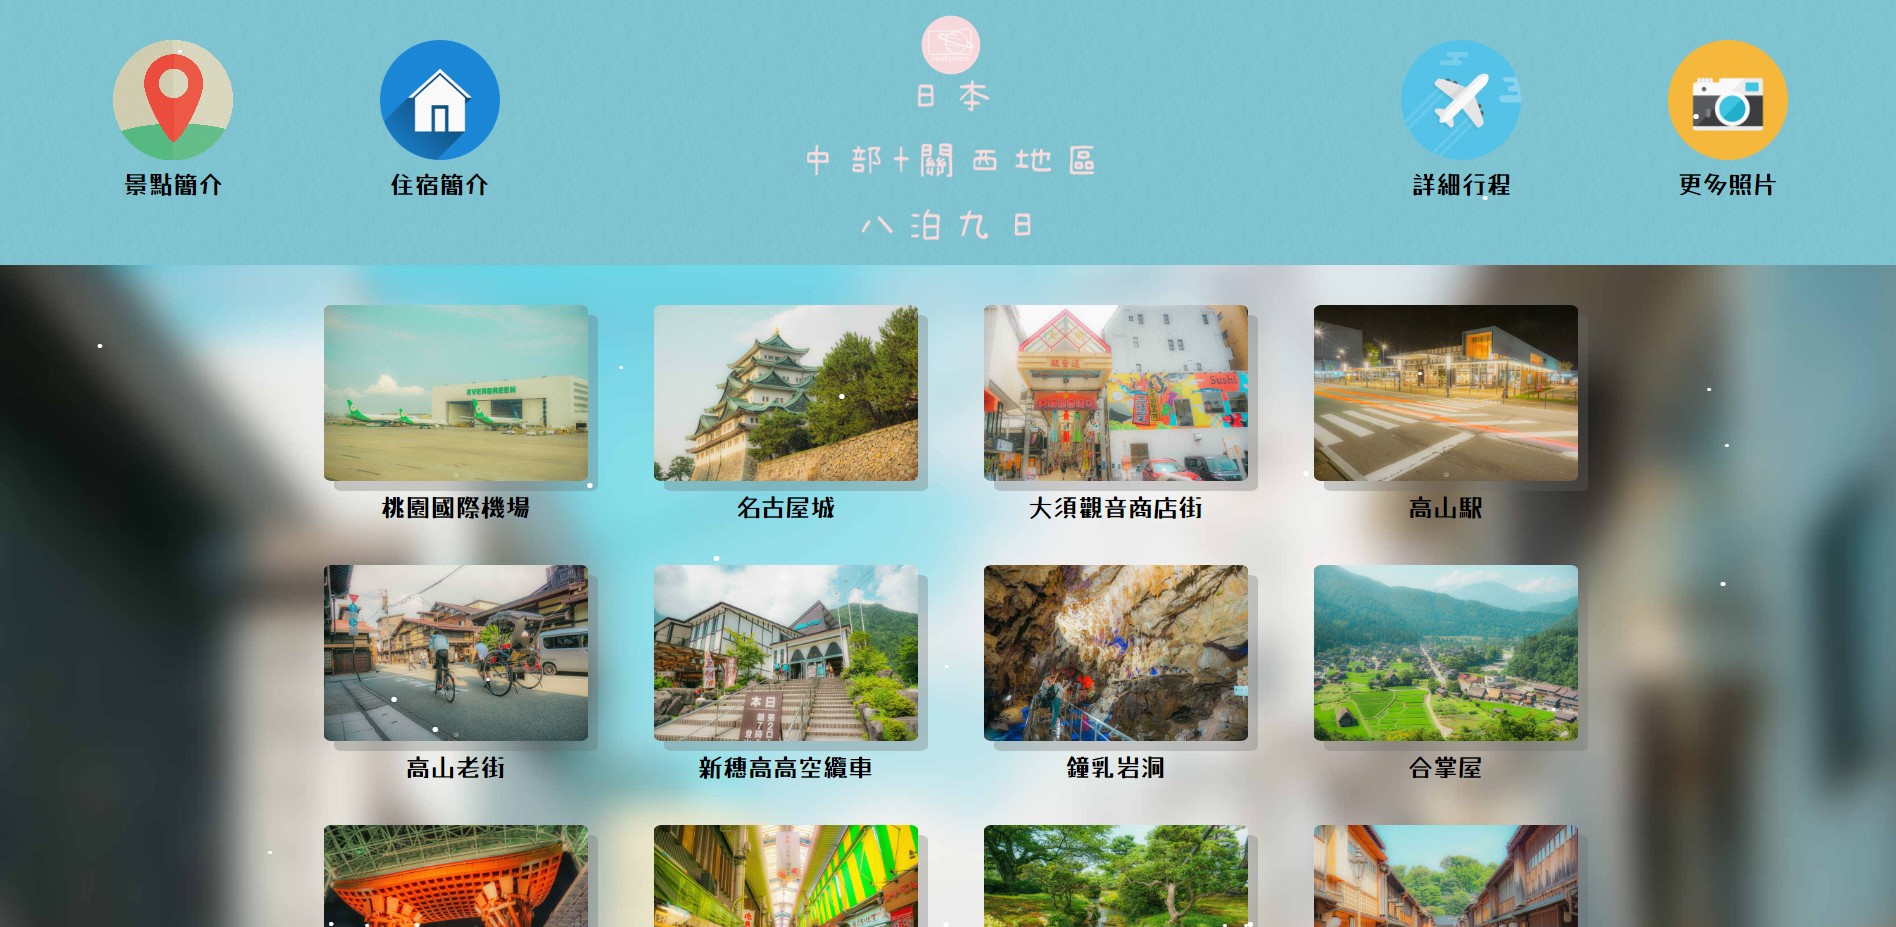 日本
中部+關西地區
八泊九日
景點簡介
住宿簡介
詳細行程
更多照片
EVERGREEN
Sushi
桃園國際機場
名古屋城
大須觀音商店街
高山駅
本日
高山老街
新穗高高空纜車
鐘乳岩洞
合掌屋